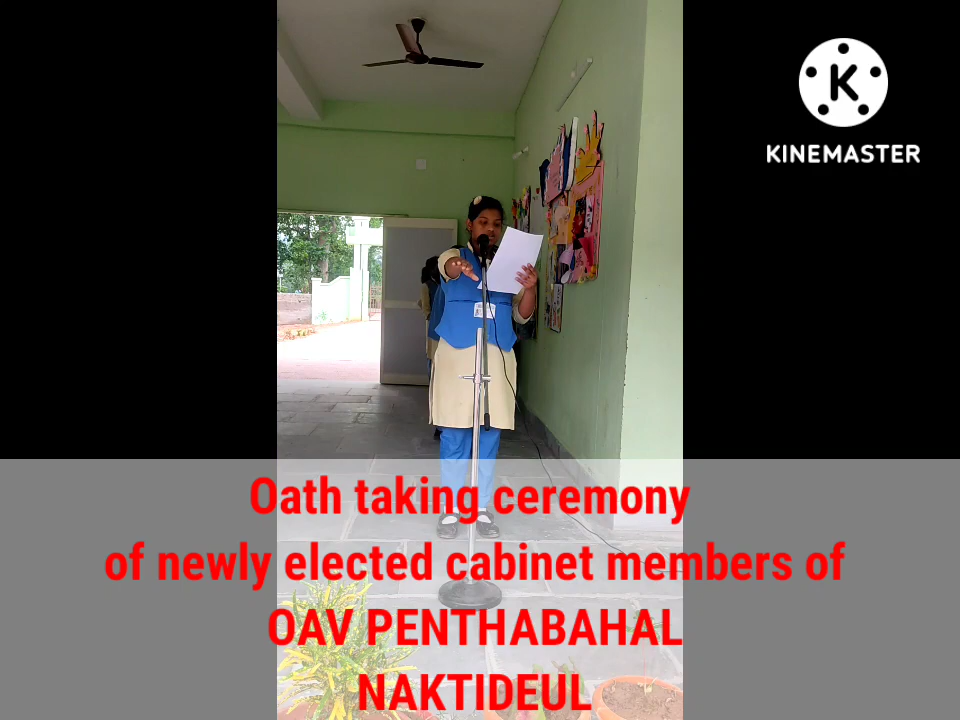 K
KINEMASTER
Oath taking ceremony
of newly elected cabinet members of
OAV PENTHABAHAL
NAKTIDEUL